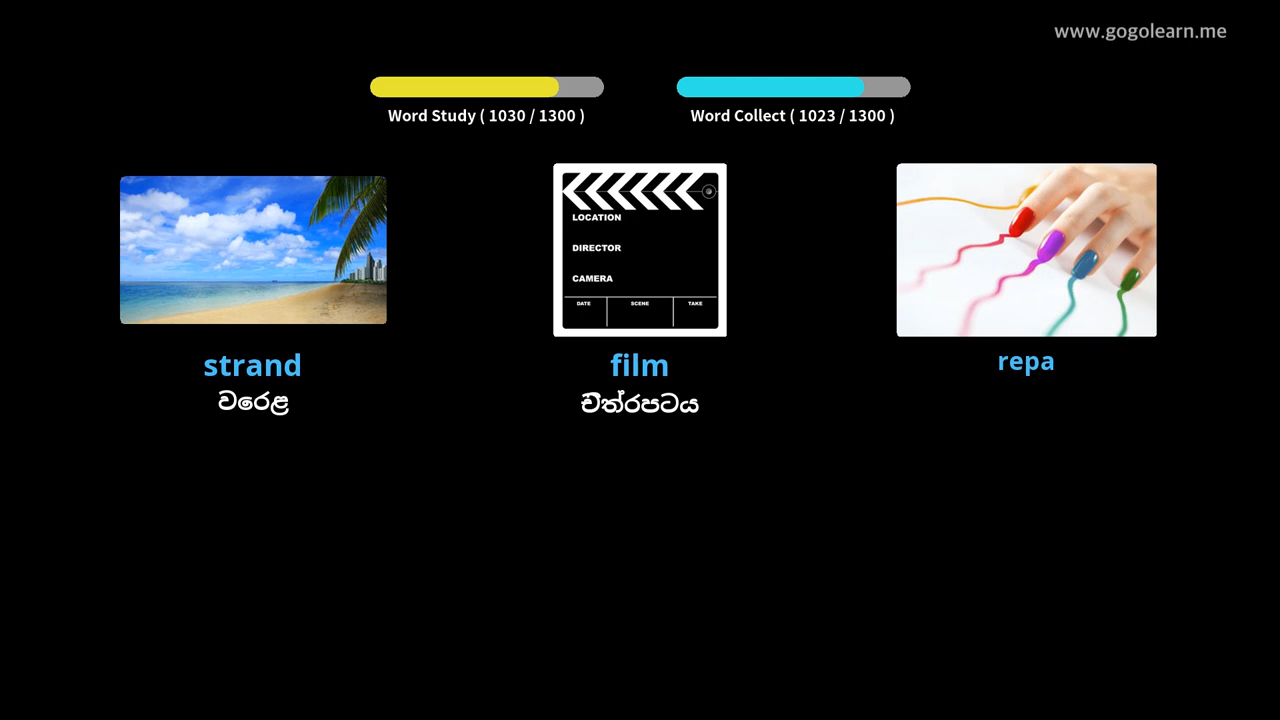 www.gogolearn.me
Word Study ( 1030 / 1300 )
Word Collect ( 1023 / 1300 )
LOCATION
DIRECTOR
CAMERA
DATE SCENE TAKE
strand
film
repa
වරෙළ
චිත්රපටය